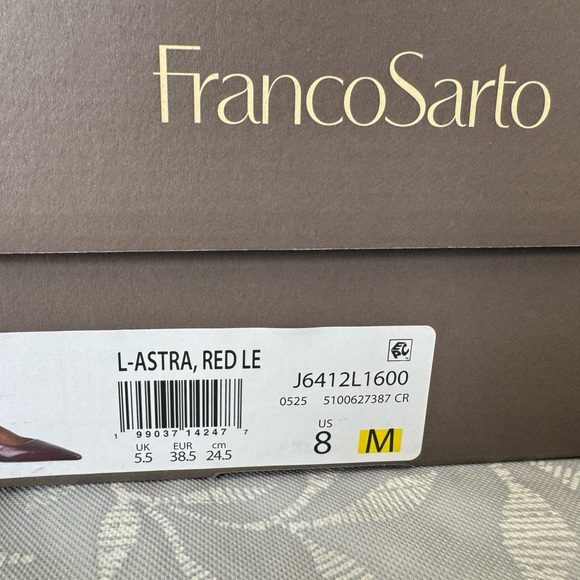 FrancoSarto
L-ASTRA, RED LE
J6412L1600
0525 5100627387 CR
1 99037 14247 7
UK EUR cm
5.5 38.5 24.5
US
8 M